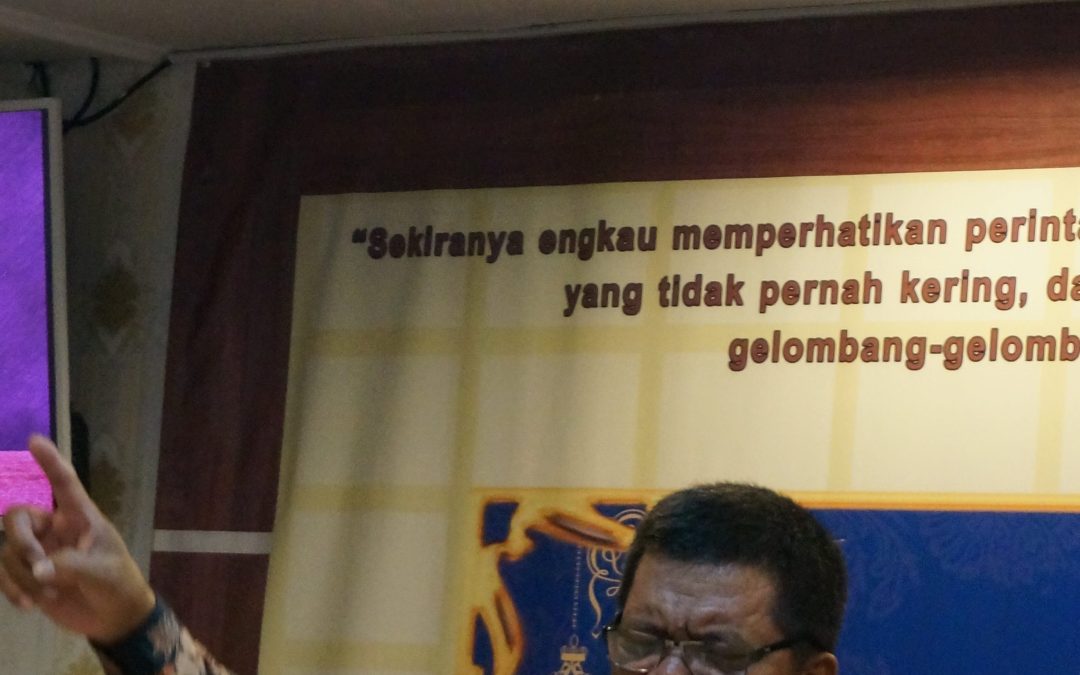 “Sekiranya engkau memperhatikan perinta
yang tidak pernah kering, da
gelombang-gelomb